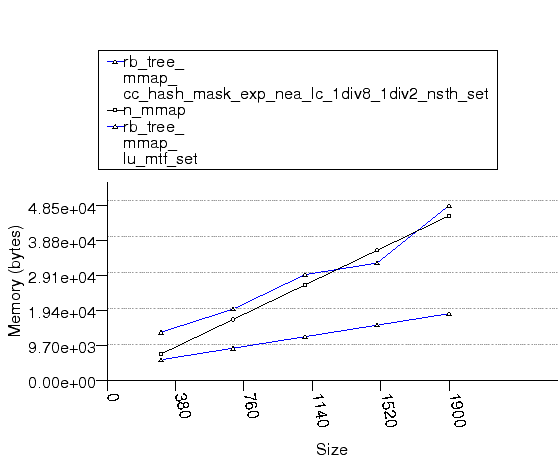 rb_tree_
mmap_
cc_hash_mask_exp_nea_lc_1div8_1div2_nsth_set
n_mmap
rb_tree_
mmap_
lu_mtf_set
4.85e+04
3.88e+04
2.91e+04
1.94e+04
9.70e+03
0.00e+00
Memory (bytes)
0
380
760
1140
1520
1900
Size